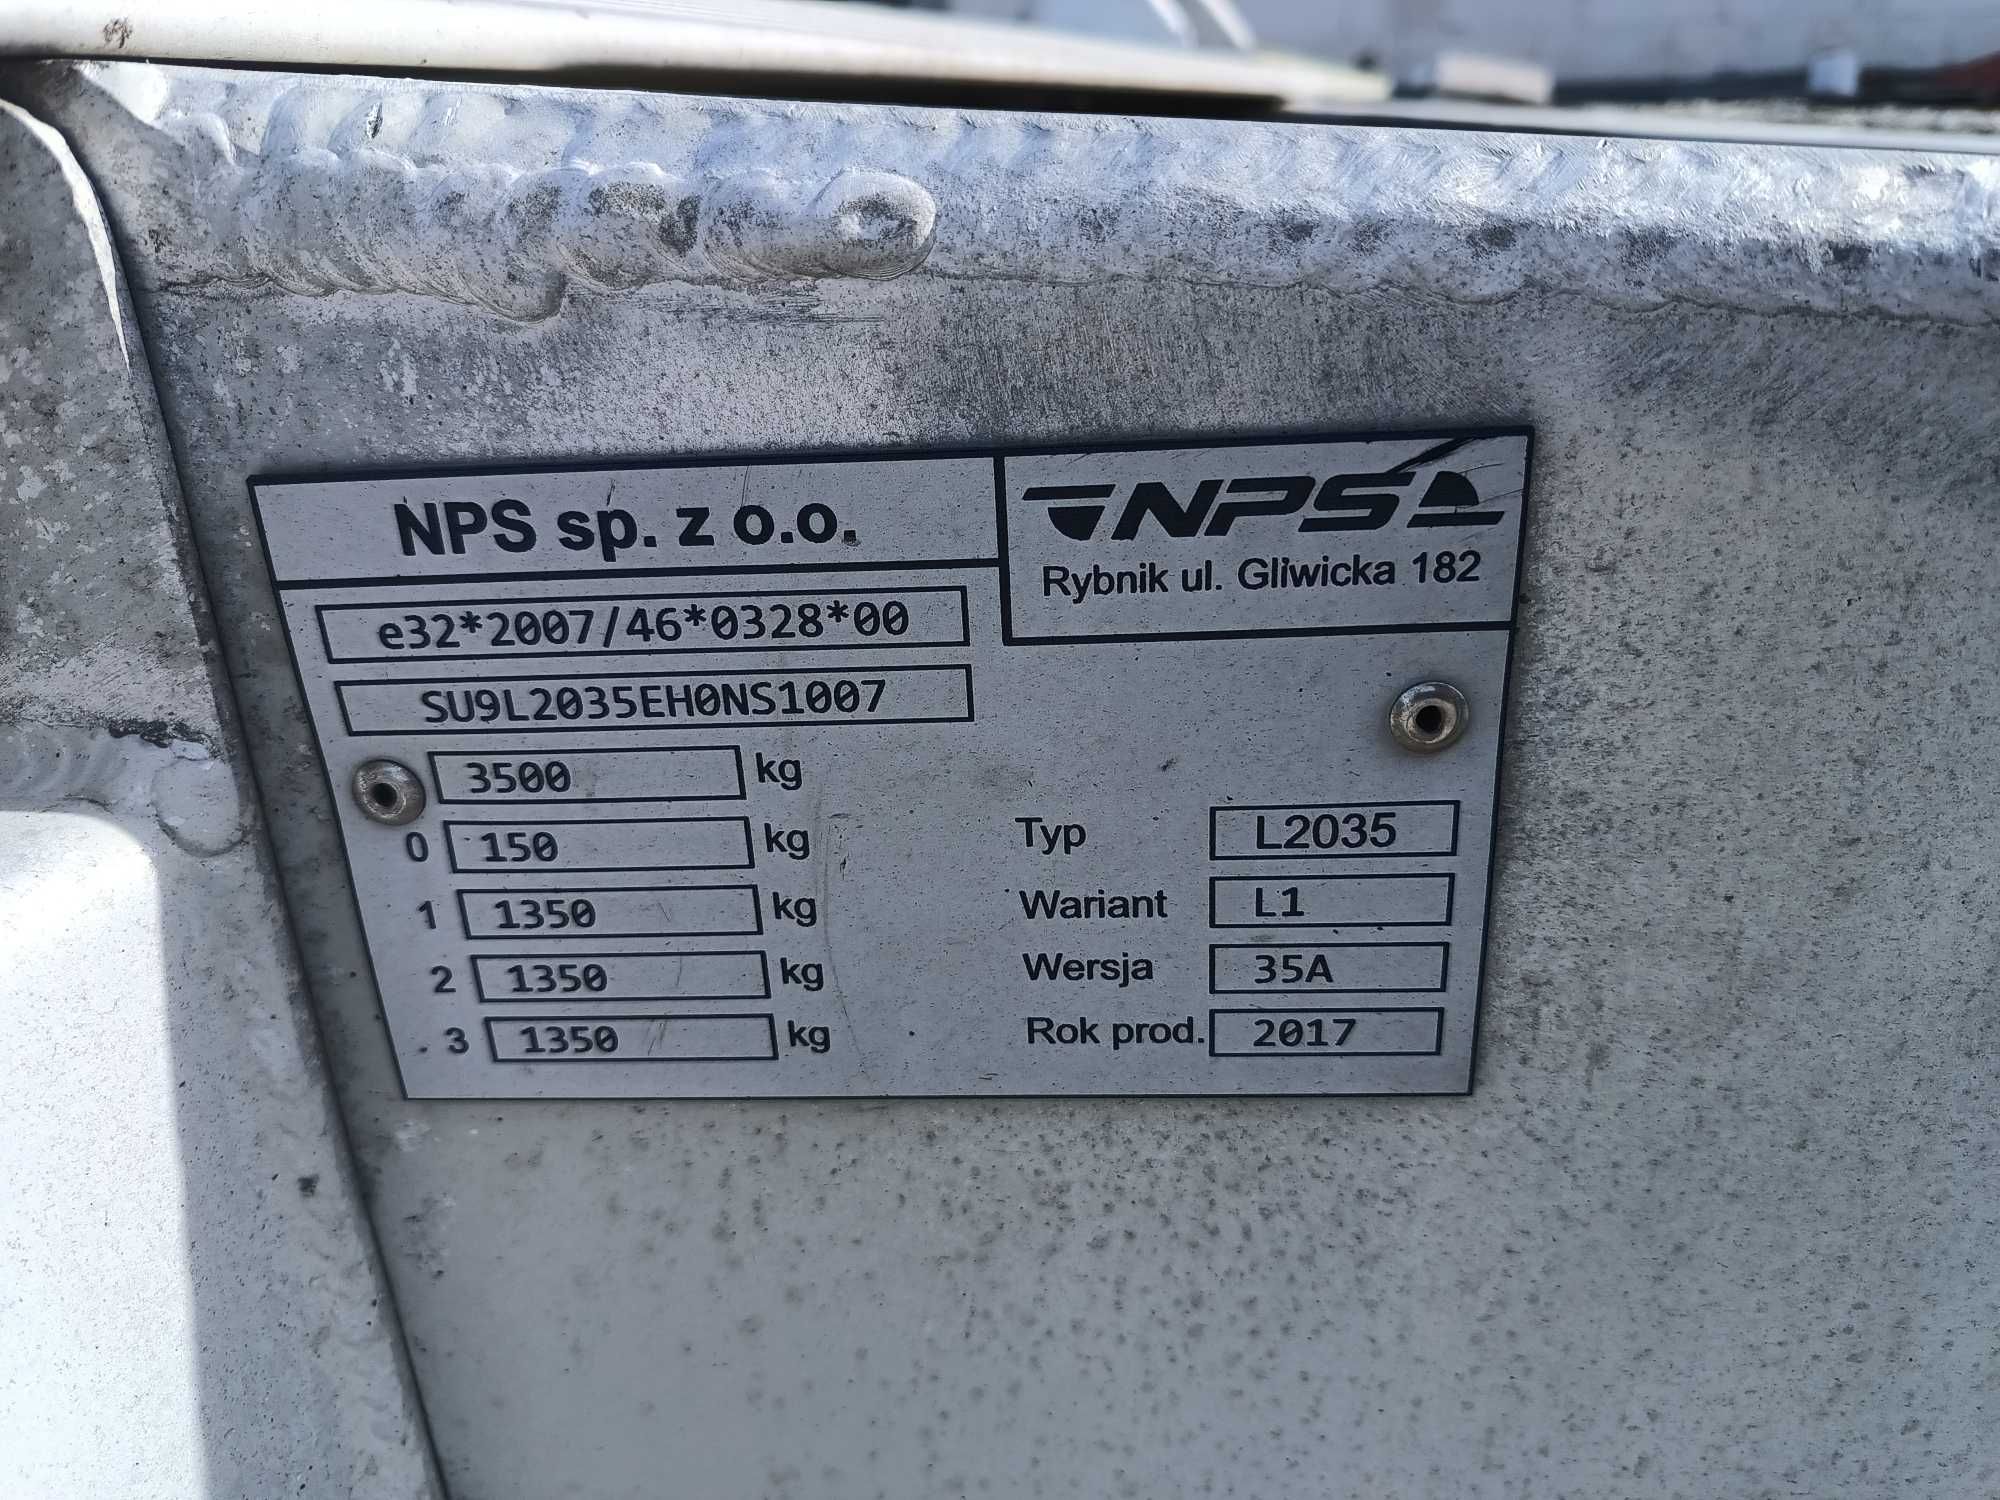 NPS sp. z o.o.
NPS
Rybnik ul. Gliwicka 182
e32*2007/46*0328*00
SU9L2035EH0NS1007
3500 kg
0 150 kg
1 1350 kg
2 1350 kg
3 1350 kg
Typ L2035
Wariant L1
Wersja 35A
Rok prod. 2017